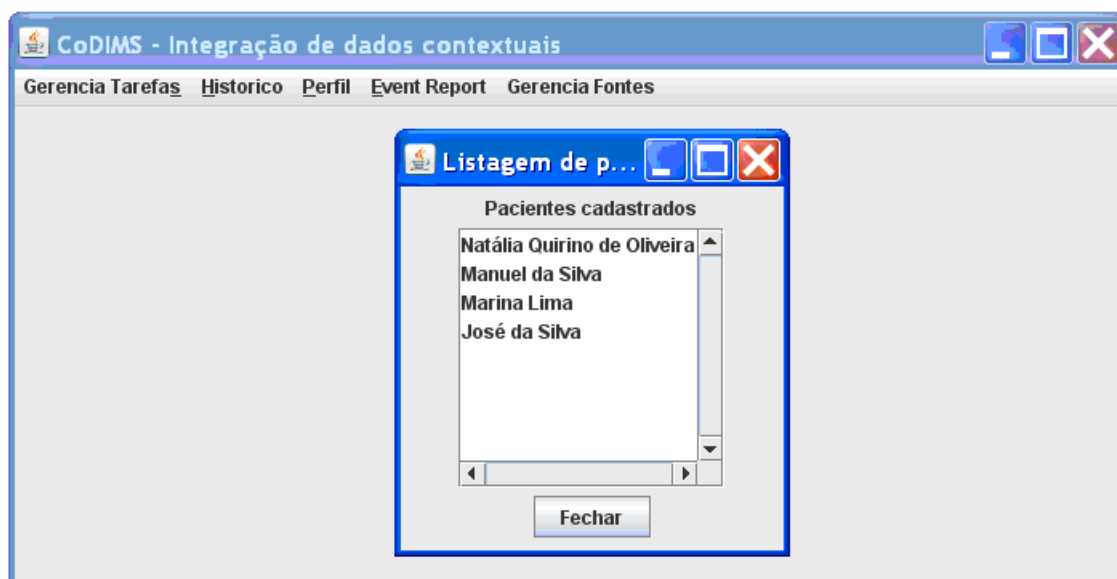 CoDIMS - Integração de dados contextuais
Gerencia Tarefas Historico Perfil Event Report Gerencia Fontes
Listagem de p...
Pacientes cadastrados
Natália Quirino de Oliveira
Manuel da Silva
Marina Lima
José da Silva
Fechar